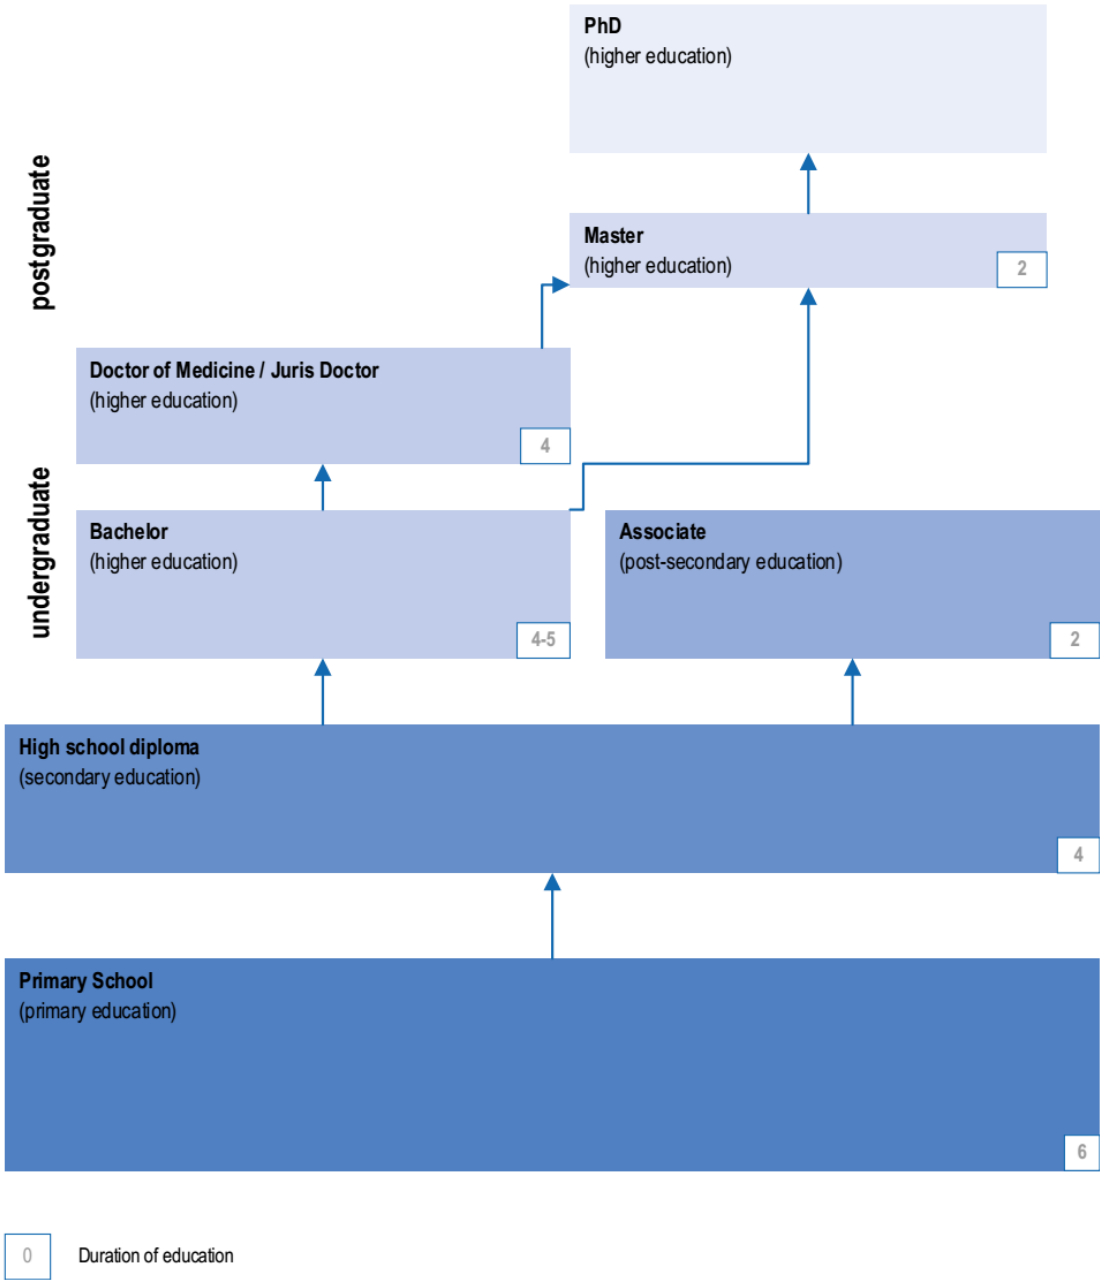 PhD
(higher education)
postgraduate
Master
(higher education)
2
Doctor of Medicine / Juris Doctor
(higher education)
4
undergraduate
Bachelor
(higher education)
4-5
Associate
(post-secondary education)
2
High school diploma
(secondary education)
4
Primary School
(primary education)
6
0 Duration of education